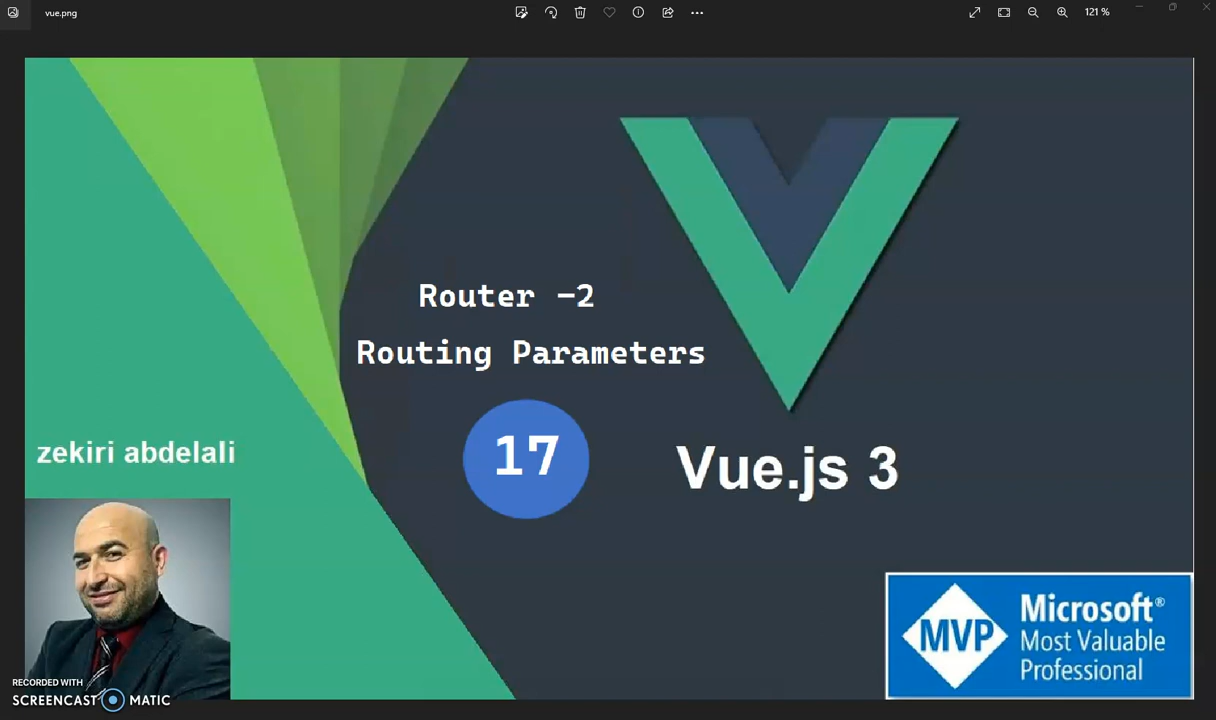 vue.png
121 %
Router -2
Routing Parameters
17
zekiri abdelali
Vue.js 3
MVP
Microsoft®
Most Valuable
Professional
RECORDED WITH
SCREENCAST MATIC